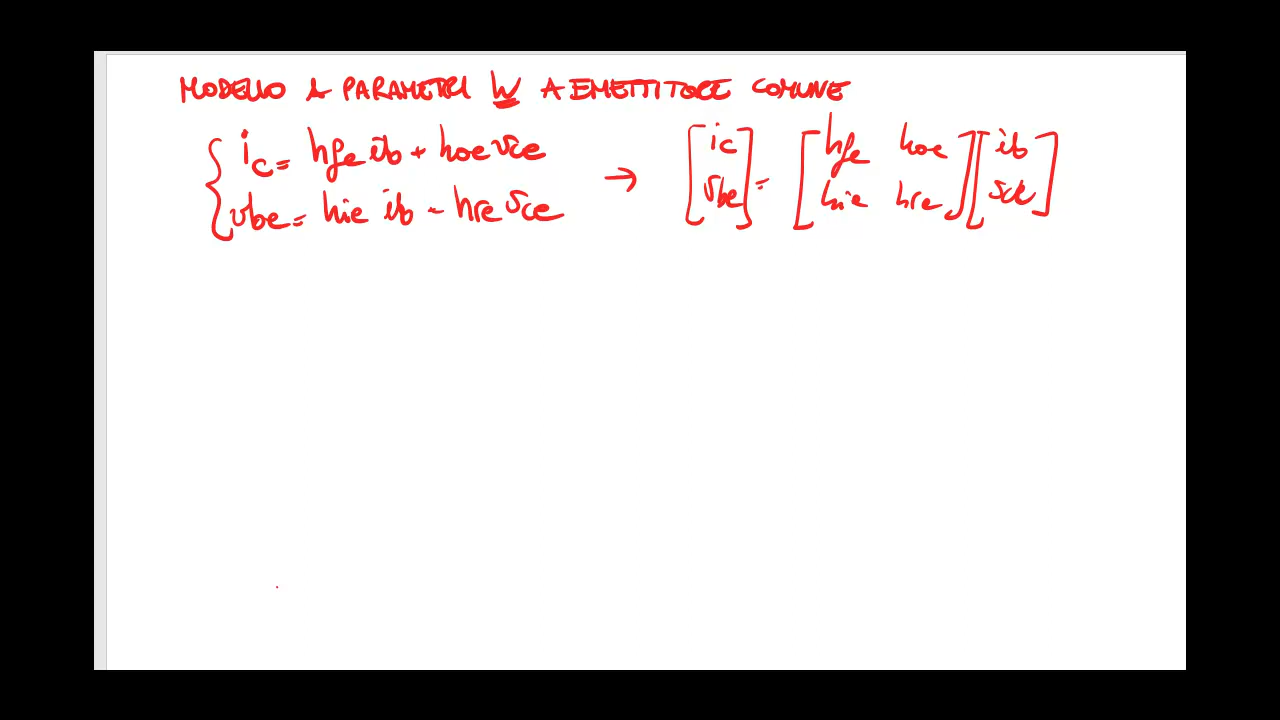 MODELLO A PARAMETRI h A EMETTITORE COMUNE
ic = hfe ib + hoe vce → [ic vbe] = [hfe hoe hie hre] [ib vce]
vbe = hie ib - hre vce